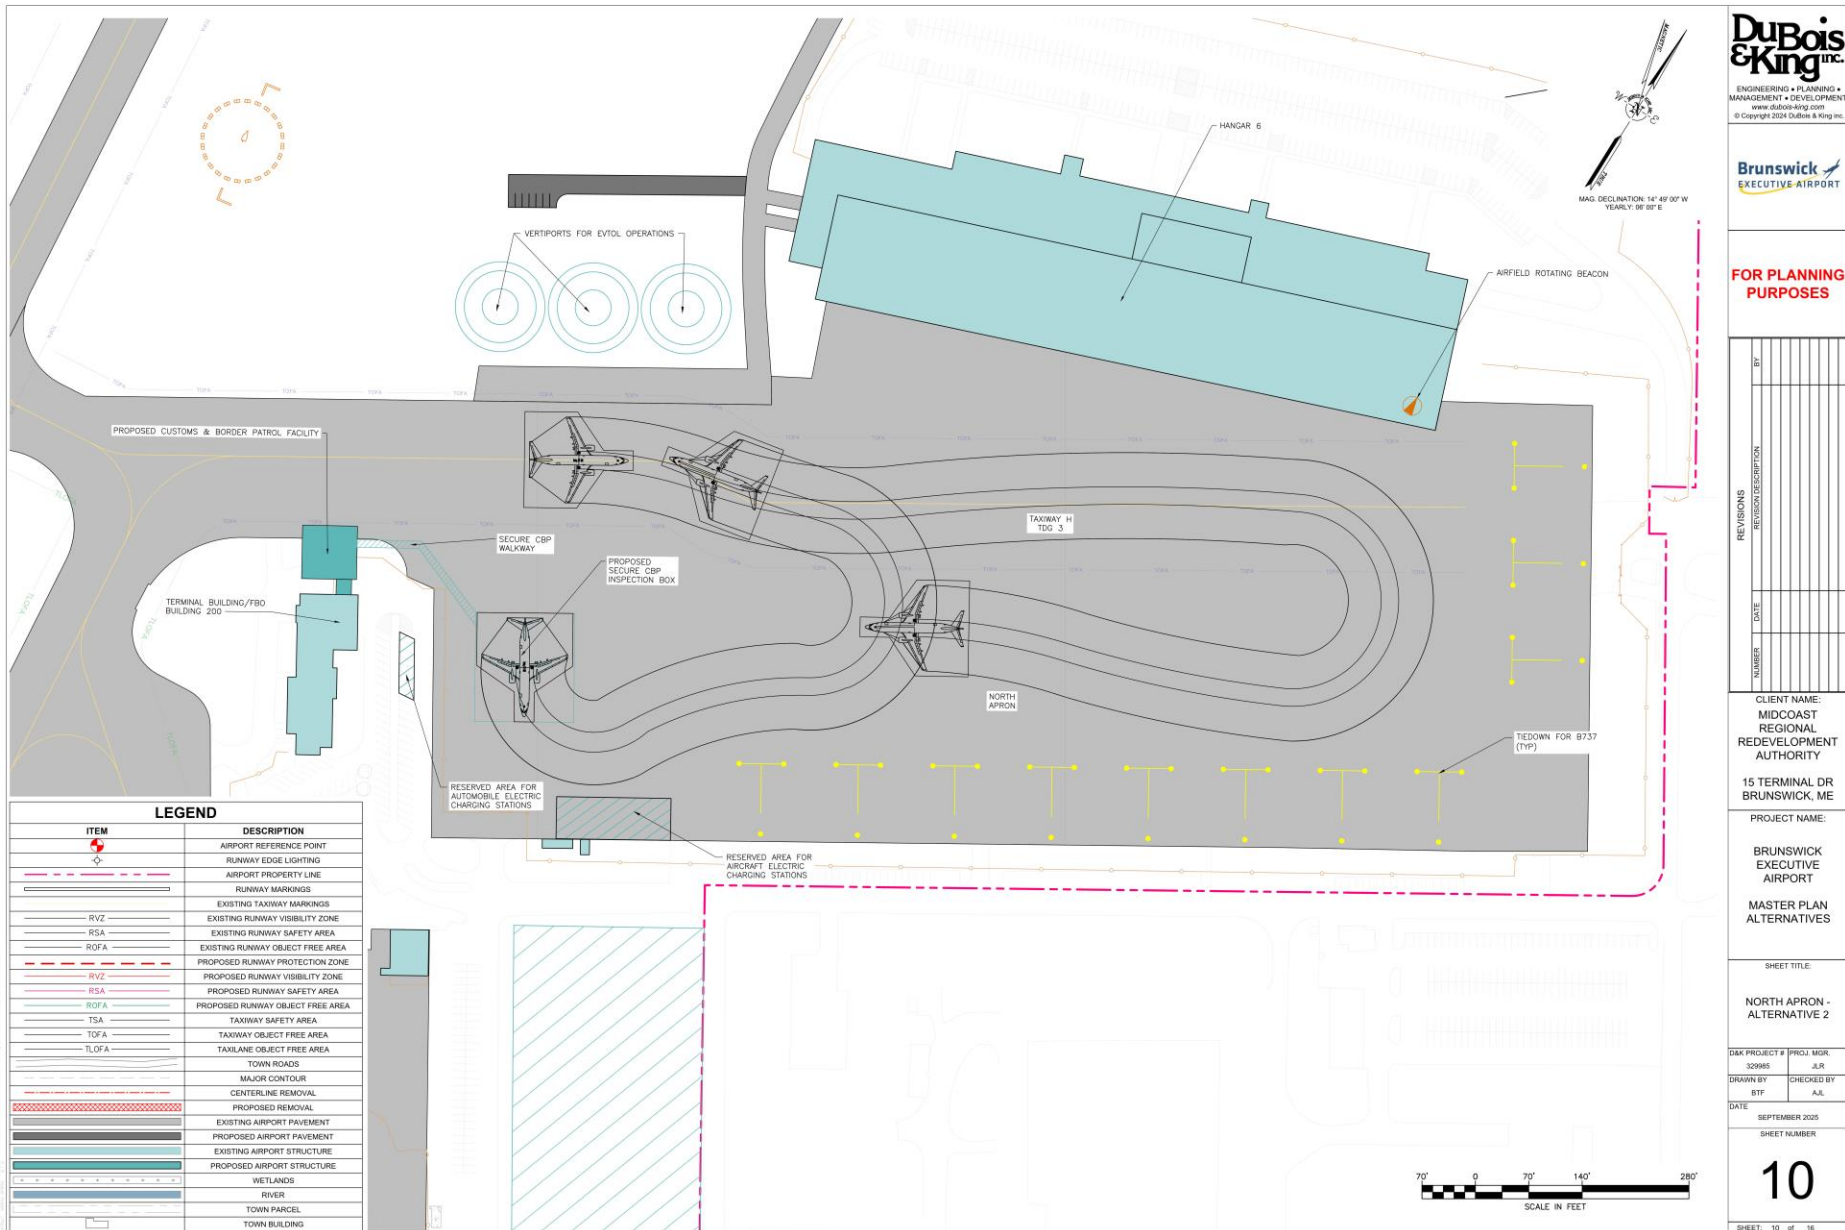 HANGAR 6
MAGNETIC
TRUE
MAG. DECLINATION: 14° 49' 00" W
YEARLY: 06' 00" E
VERTIPORTS FOR EVTOL OPERATIONS
AIRFIELD ROTATING BEACON
PROPOSED CUSTOMS & BORDER PATROL FACILITY
TAXIWAY H
TDG 3
SECURE CBP
WALKWAY
PROPOSED
SECURE CBP
INSPECTION BOX
TERMINAL BUILDING/FBO
BUILDING 200
NORTH
APRON
TIEDOWN FOR B737
(TYP)
RESERVED AREA FOR
AUTOMOBILE ELECTRIC
CHARGING STATIONS
RESERVED AREA FOR
AIRCRAFT ELECTRIC
CHARGING STATIONS
TOFA
TLOFA
LEGEND
ITEM DESCRIPTION
AIRPORT REFERENCE POINT
RUNWAY EDGE LIGHTING
AIRPORT PROPERTY LINE
RUNWAY MARKINGS
EXISTING TAXIWAY MARKINGS
RVZ EXISTING RUNWAY VISIBILITY ZONE
RSA EXISTING RUNWAY SAFETY AREA
ROFA EXISTING RUNWAY OBJECT FREE AREA
PROPOSED RUNWAY PROTECTION ZONE
RVZ PROPOSED RUNWAY VISIBILITY ZONE
RSA PROPOSED RUNWAY SAFETY AREA
ROFA PROPOSED RUNWAY OBJECT FREE AREA
TSA TAXIWAY SAFETY AREA
TOFA TAXIWAY OBJECT FREE AREA
TLOFA TAXILANE OBJECT FREE AREA
TOWN ROADS
MAJOR CONTOUR
CENTERLINE REMOVAL
PROPOSED REMOVAL
EXISTING AIRPORT PAVEMENT
PROPOSED AIRPORT PAVEMENT
EXISTING AIRPORT STRUCTURE
PROPOSED AIRPORT STRUCTURE
WETLANDS
RIVER
TOWN PARCEL
TOWN BUILDING
70' 0 70' 140' 280'
SCALE IN FEET
DuBois
&King inc.
ENGINEERING • PLANNING •
MANAGEMENT • DEVELOPMENT
www.dubois-king.com
© Copyright 2024 DuBois & King inc.
Brunswick
EXECUTIVE AIRPORT
FOR PLANNING
PURPOSES
REVISIONS
NUMBER DATE REVISION DESCRIPTION BY
CLIENT NAME:
MIDCOAST
REGIONAL
REDEVELOPMENT
AUTHORITY
15 TERMINAL DR
BRUNSWICK, ME
PROJECT NAME:
BRUNSWICK
EXECUTIVE
AIRPORT
MASTER PLAN
ALTERNATIVES
SHEET TITLE:
NORTH APRON -
ALTERNATIVE 2
D&K PROJECT # PROJ. MGR.
329985 JLR
DRAWN BY CHECKED BY
BTF AJL
DATE
SEPTEMBER 2025
SHEET NUMBER
10
SHEET: 10 of 16